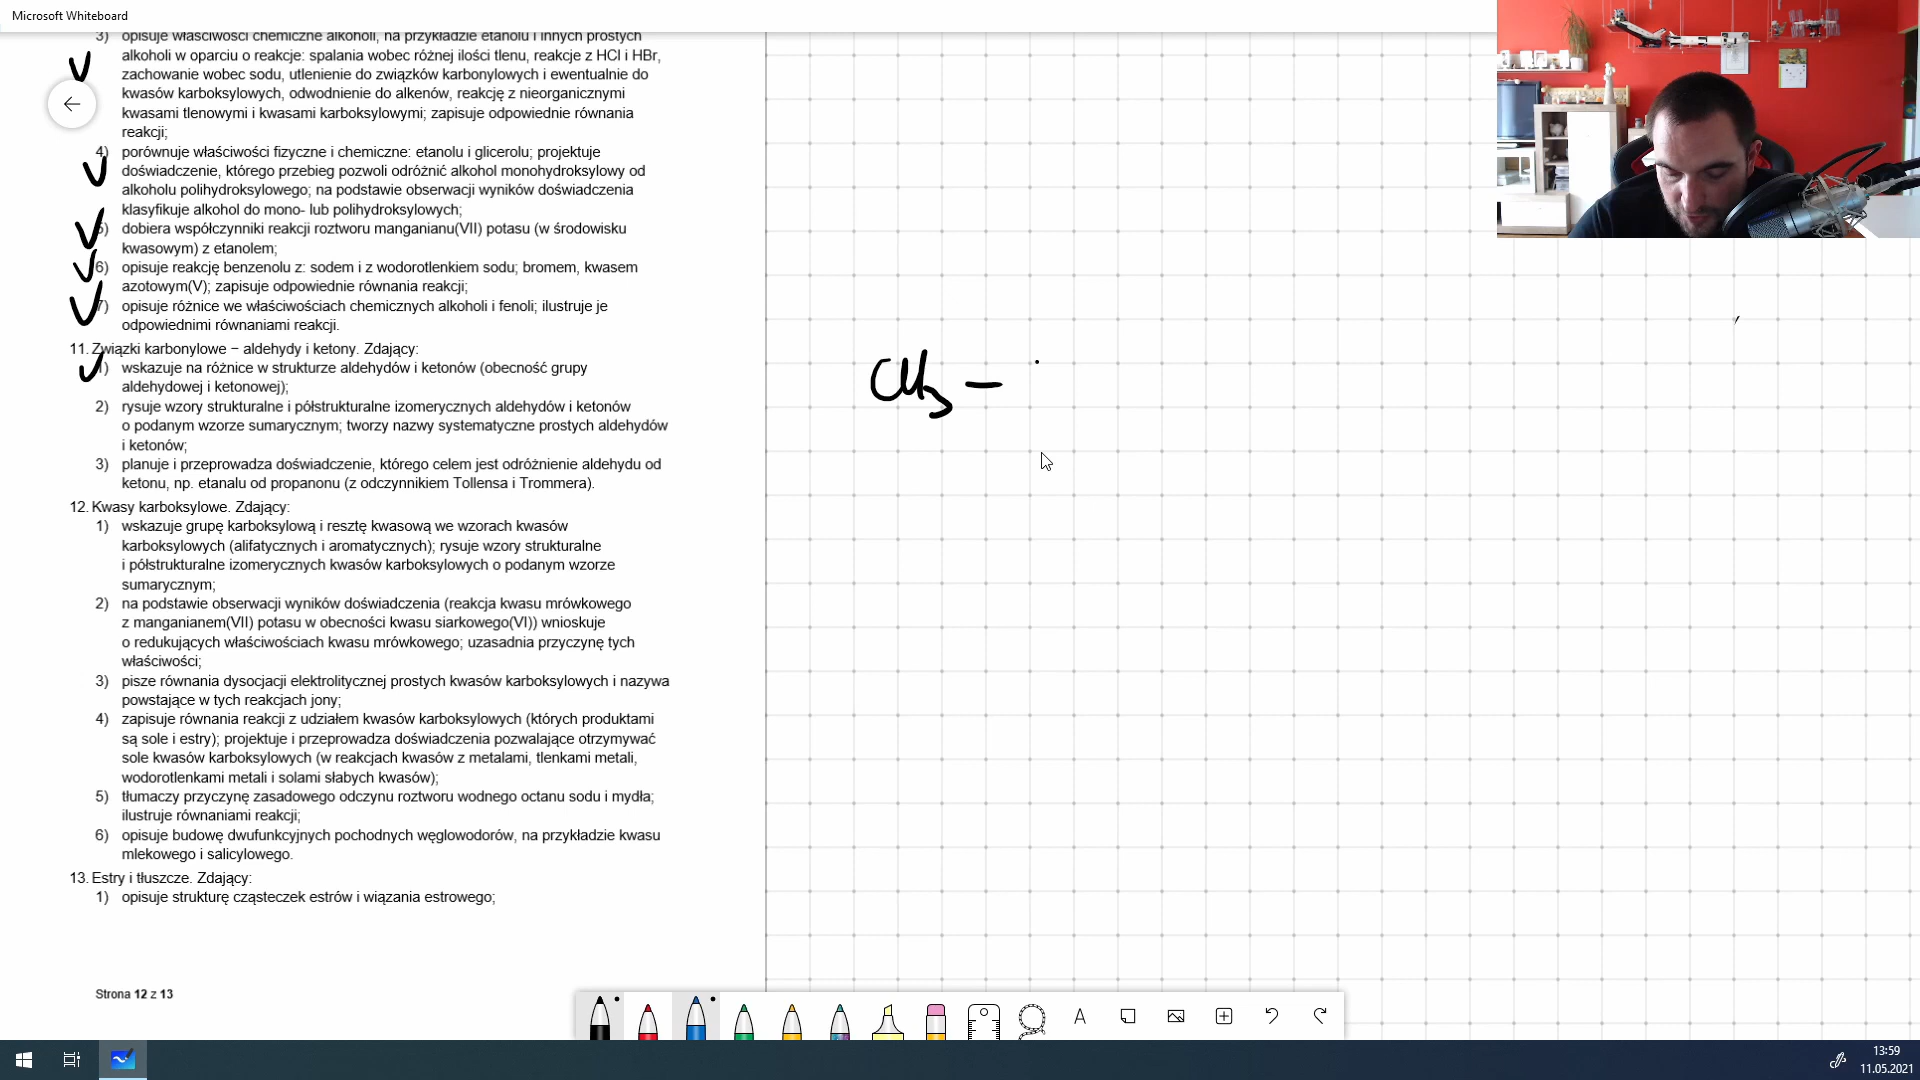 Microsoft Whiteboard
3) opisuje właściwości chemiczne alkoholi, na przykładzie etanolu i innych prostych
alkoholi w oparciu o reakcje: spalania wobec różnej ilości tlenu, reakcje z HCl i HBr,
zachowanie wobec sodu, utlenienie do związków karbonylowych i ewentualnie do
kwasów karboksylowych, odwodnienie do alkenów, reakcję z nieorganicznymi
kwasami tlenowymi i kwasami karboksylowymi; zapisuje odpowiednie równania
reakcji;
4) porównuje właściwości fizyczne i chemiczne: etanolu i glicerolu; projektuje
doświadczenie, którego przebieg pozwoli odróżnić alkohol monohydroksylowy od
alkoholu polihydroksylowego; na podstawie obserwacji wyników doświadczenia
klasyfikuje alkohol do mono- lub polihydroksylowych;
5) dobiera współczynniki reakcji roztworu manganianu(VII) potasu (w środowisku
kwasowym) z etanolem;
6) opisuje reakcję benzenolu z: sodem i z wodorotlenkiem sodu; bromem, kwasem
azotowym(V); zapisuje odpowiednie równania reakcji;
7) opisuje różnice we właściwościach chemicznych alkoholi i fenoli; ilustruje je
odpowiednimi równaniami reakcji.
11. Związki karbonylowe − aldehydy i ketony. Zdający:
1) wskazuje na różnice w strukturze aldehydów i ketonów (obecność grupy
aldehydowej i ketonowej);
2) rysuje wzory strukturalne i półstrukturalne izomerycznych aldehydów i ketonów
o podanym wzorze sumarycznym; tworzy nazwy systematyczne prostych aldehydów
i ketonów;
3) planuje i przeprowadza doświadczenie, którego celem jest odróżnienie aldehydu od
ketonu, np. etanalu od propanonu (z odczynnikiem Tollensa i Trommera).
12. Kwasy karboksylowe. Zdający:
1) wskazuje grupę karboksylową i resztę kwasową we wzorach kwasów
karboksylowych (alifatycznych i aromatycznych); rysuje wzory strukturalne
i półstrukturalne izomerycznych kwasów karboksylowych o podanym wzorze
sumarycznym;
2) na podstawie obserwacji wyników doświadczenia (reakcja kwasu mrówkowego
z manganianem(VII) potasu w obecności kwasu siarkowego(VI)) wnioskuje
o redukujących właściwościach kwasu mrówkowego; uzasadnia przyczynę tych
właściwości;
3) pisze równania dysocjacji elektrolitycznej prostych kwasów karboksylowych i nazywa
powstające w tych reakcjach jony;
4) zapisuje równania reakcji z udziałem kwasów karboksylowych (których produktami
są sole i estry); projektuje i przeprowadza doświadczenia pozwalające otrzymywać
sole kwasów karboksylowych (w reakcjach kwasów z metalami, tlenkami metali,
wodorotlenkami metali i solami słabych kwasów);
5) tłumaczy przyczynę zasadowego odczynu roztworu wodnego octanu sodu i mydła;
ilustruje równaniami reakcji;
6) opisuje budowę dwufunkcyjnych pochodnych węglowodorów, na przykładzie kwasu
mlekowego i salicylowego.
13. Estry i tłuszcze. Zdający:
1) opisuje strukturę cząsteczek estrów i wiązania estrowego;
Strona 12 z 13
CH3 –
A
13:59
11.05.2021